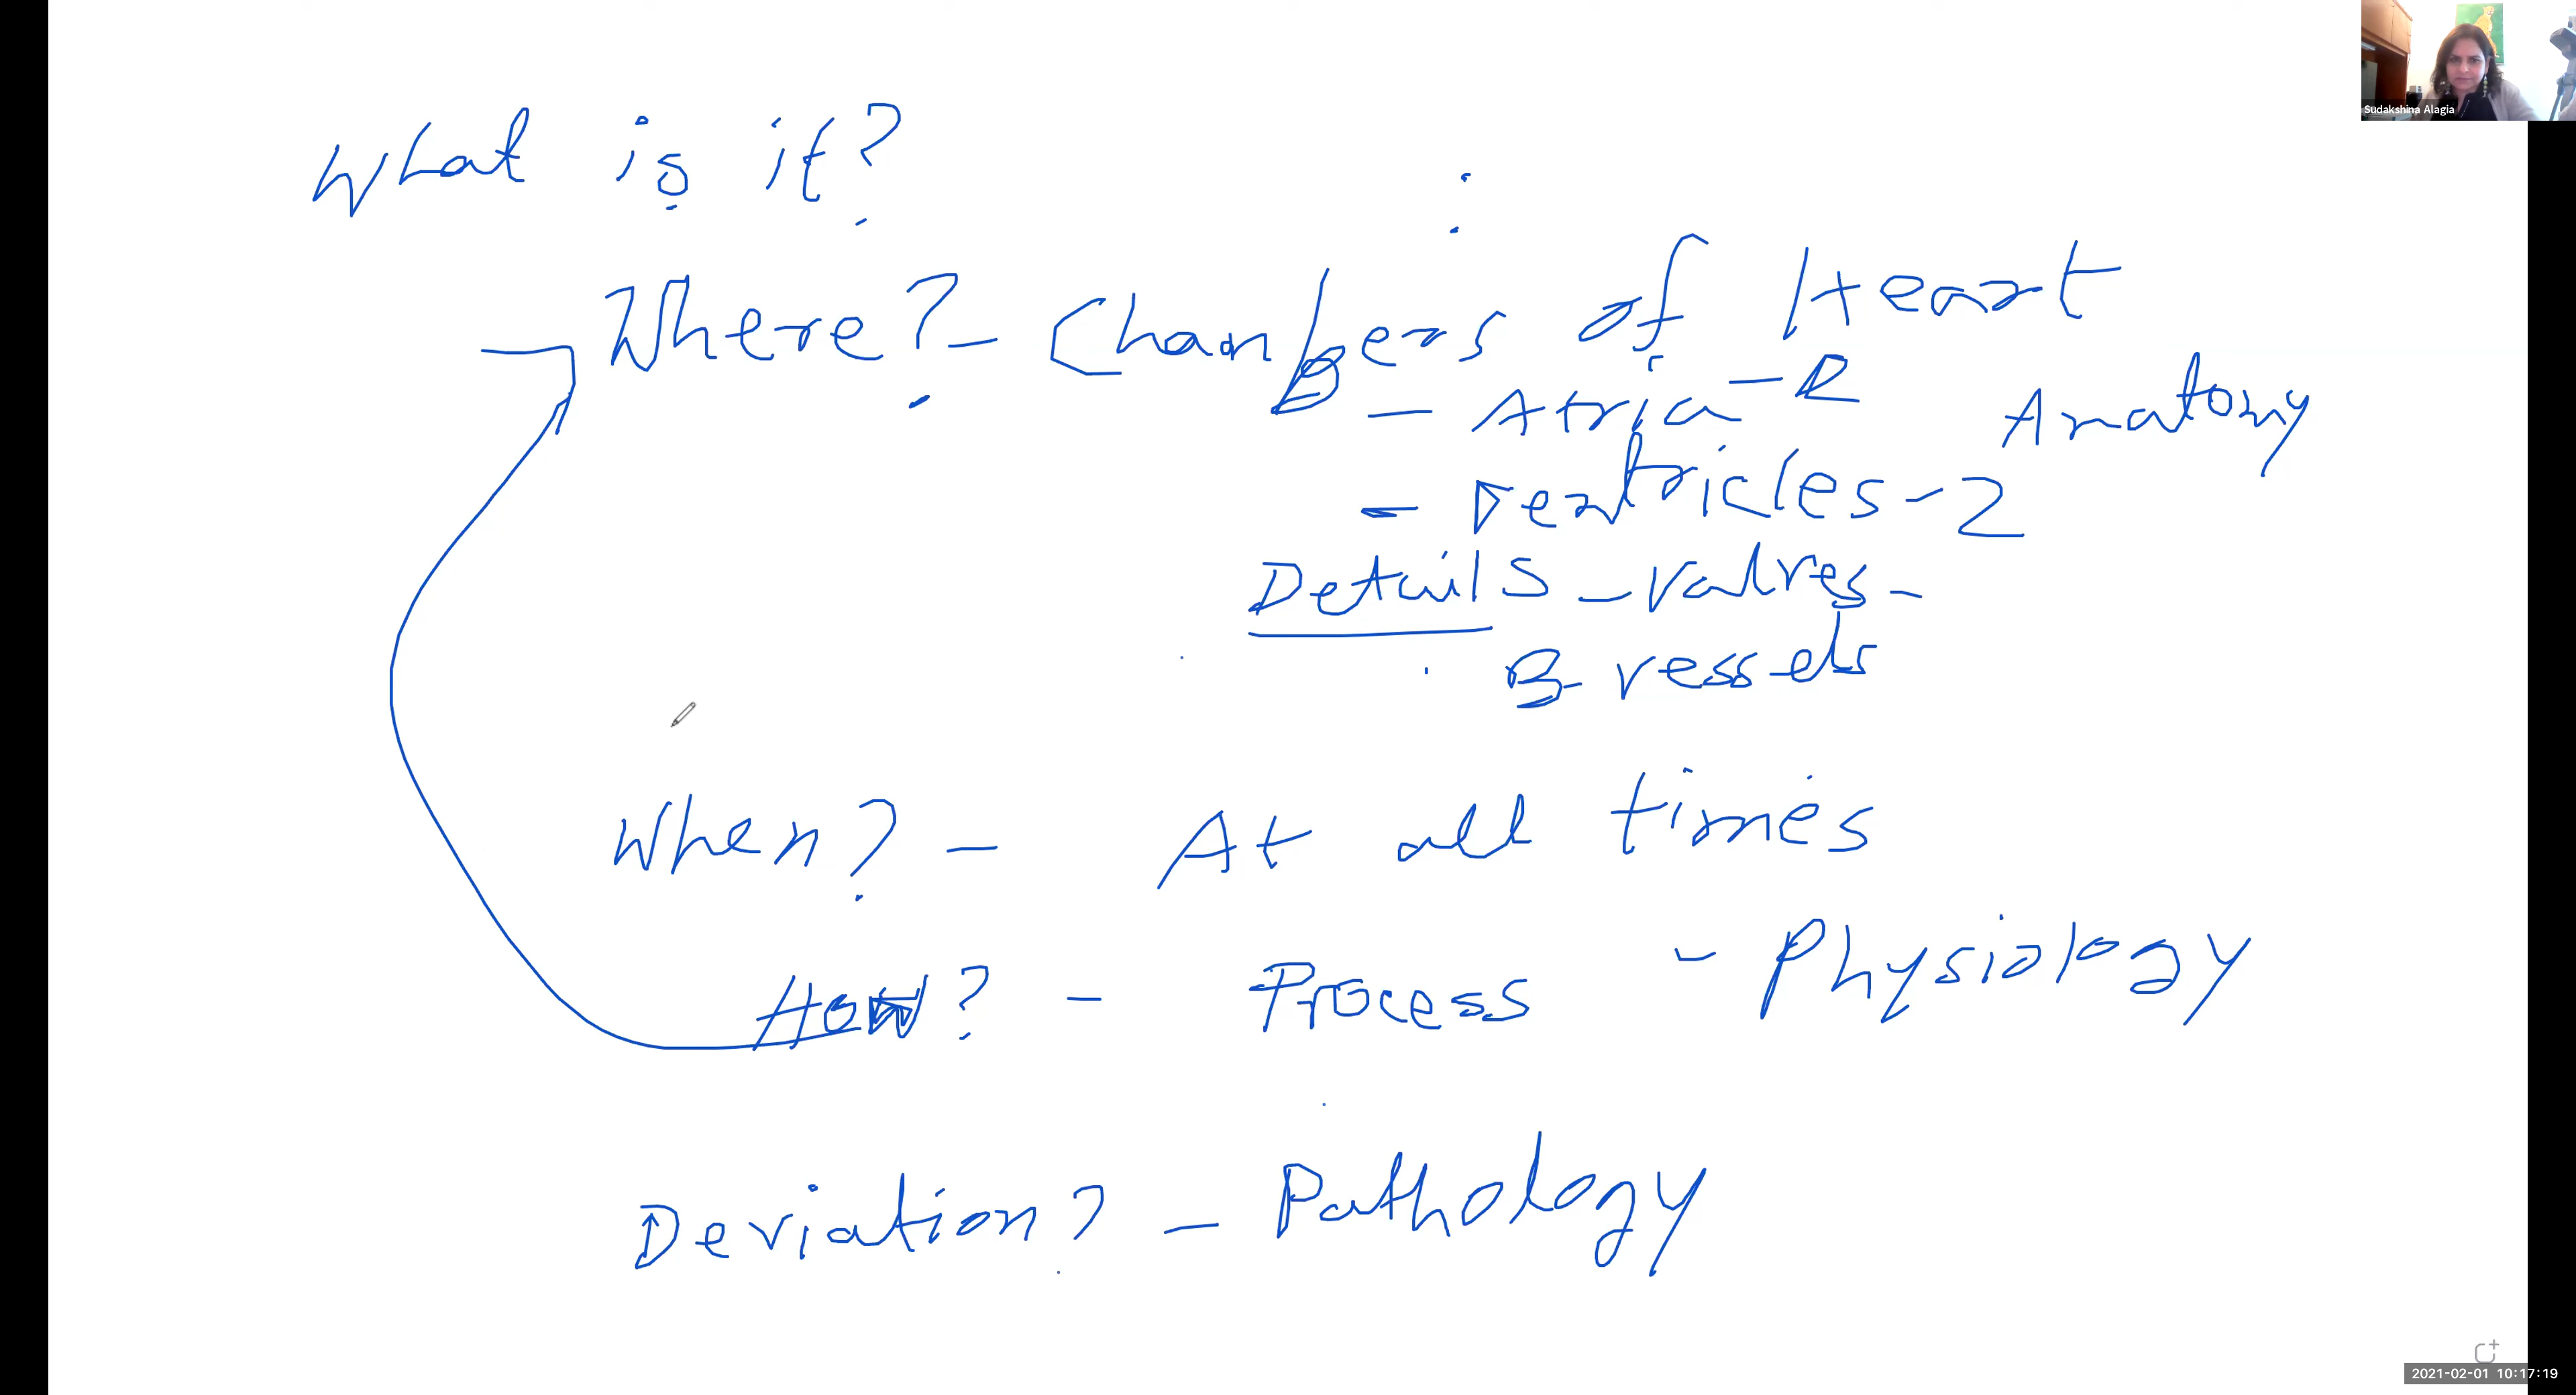 Sudakshina Alagia
What is it?
Where? - Chambers of Heart
- Atria - 2
Anatomy
- Ventricles - 2
Details - Valves -
B. vessels
When? - At all times
How? - Process - Physiology
Deviation? - Pathology
2021-02-01 10:17:19